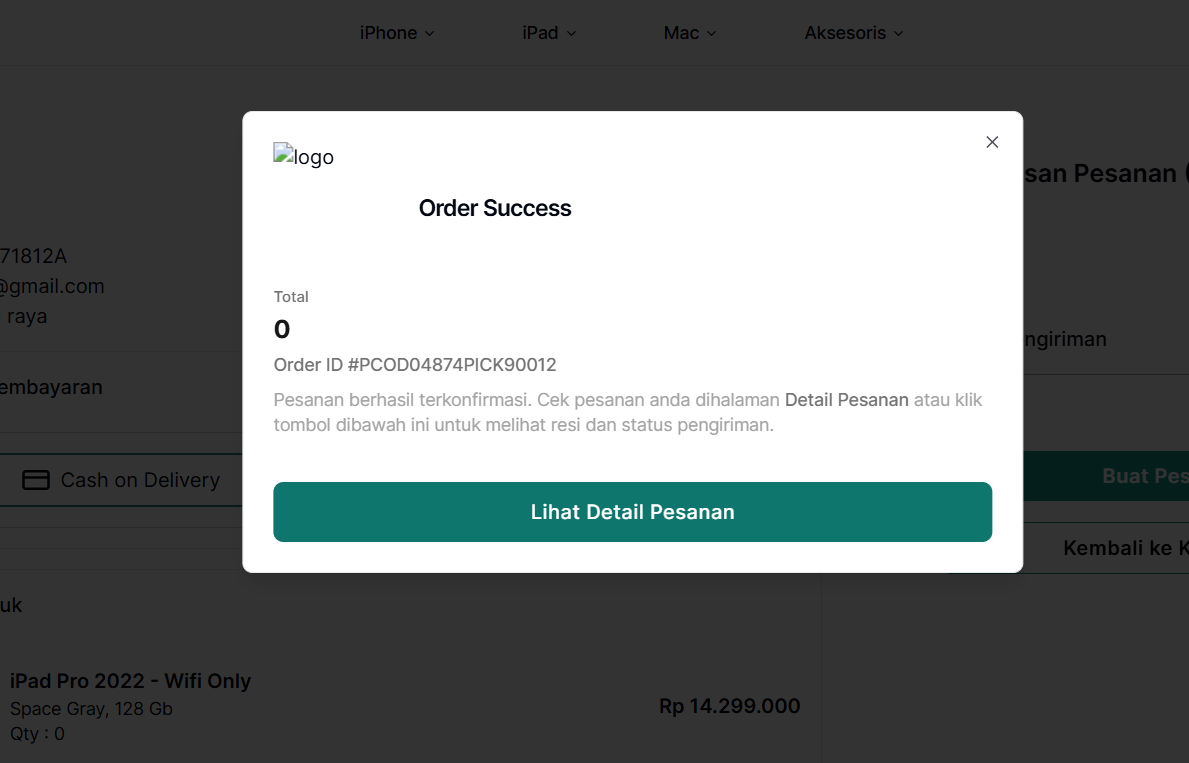 iPhone
iPad
Mac
Aksesoris
logo
Order Success
Total
0
Order ID #PCOD04874PICK90012
Pesanan berhasil terkonfirmasi. Cek pesanan anda dihalaman Detail Pesanan atau klik
tombol dibawah ini untuk melihat resi dan status pengiriman.
Lihat Detail Pesanan
71812A
@gmail.com
raya
embayaran
Cash on Delivery
uk
iPad Pro 2022 - Wifi Only
Space Gray, 128 Gb
Qty : 0
Rp 14.299.000
san Pesanan (
ngiriman
Buat Pes
Kembali ke K